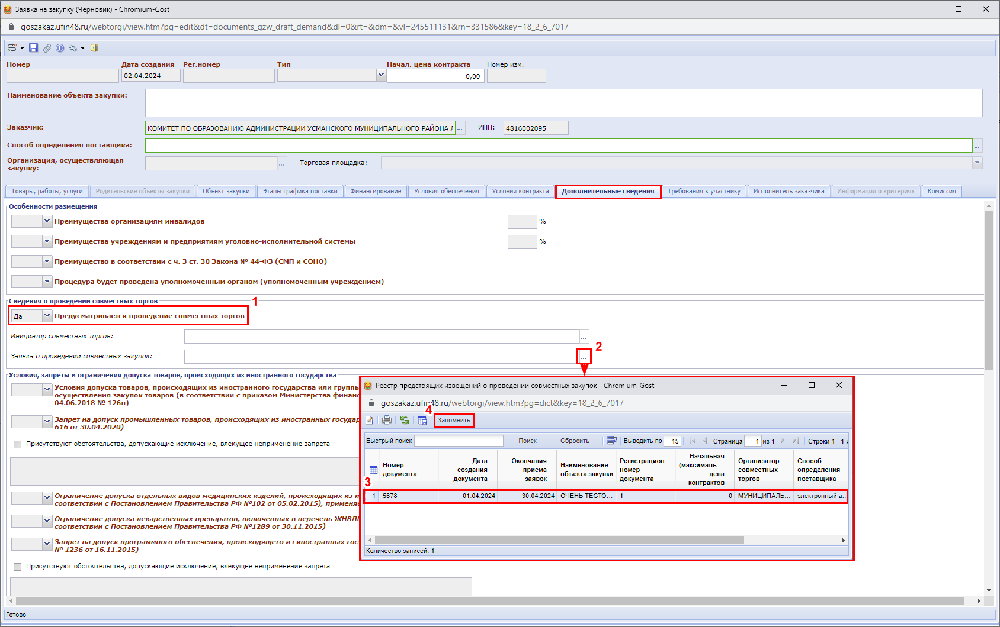 Заявка на закупку (Черновик) - Chromium-Gost
goszakaz.ufin48.ru/webtorgi/view.htm?pg=edit&dt=documents_gzw_draft_demand&dl=0&rt=&dm=&vl=245511131&rn=331586&key=18_2_6_7017
Номер Дата создания Рег.номер Тип Начал. цена контракта Номер изм.
02.04.2024 0,00
Наименование объекта закупки:
Заказчик: КОМИТЕТ ПО ОБРАЗОВАНИЮ АДМИНИСТРАЦИИ УСМАНСКОГО МУНИЦИПАЛЬНОГО РАЙОНА Л ... ИНН: 4816002095
Способ определения поставщика: ...
Организация, осуществляющая
закупку: ... Торговая площадка:
Товары, работы, услуги Родительские объекты закупки Объект закупки Этапы графика поставки Финансирование Условия обеспечения Условия контракта Дополнительные сведения Требования к участнику Исполнитель заказчика Информация о критериях Комиссия
Особенности размещения
Преимущества организациям инвалидов %
Преимущества учреждениям и предприятиям уголовно-исполнительной системы %
Преимущество в соответствии с ч. 3 ст. 30 Закона № 44-ФЗ (СМП и СОНО)
Процедура будет проведена уполномоченным органом (уполномоченным учреждением)
Сведения о проведении совместных торгов 1
Да Предусматривается проведение совместных торгов
Инициатор совместных торгов: ...
Заявка о проведении совместных закупок: ... 2
Условия, запреты и ограничения допуска товаров, происходящих из иностранного государства
Условия допуска товаров, происходящих из иностранного государства или группы
осуществления закупок товаров (в соответствии с приказом Министерства финан
04.06.2018 № 126н)
Запрет на допуск промышленных товаров, происходящих из иностранных государ
616 от 30.04.2020)
Присутствуют обстоятельства, допускающие исключение, влекущее неприменение запрета
Ограничение допуска отдельных видов медицинских изделий, происходящих из и
соответствии с Постановлением Правительства РФ №102 от 05.02.2015), применя
Ограничение допуска лекарственных препаратов, включенных в перечень ЖНВЛ
соответствии с Постановлением Правительства РФ №1289 от 30.11.2015)
Запрет на допуск программного обеспечения, происходящего из иностранных гос
№ 1236 от 16.11.2015)
Присутствуют обстоятельства, допускающие исключение, влекущее неприменение запрета
Готово
Реестр предстоящих извещений о проведении совместных закупок - Chromium-Gost
goszakaz.ufin48.ru/webtorgi/view.htm?pg=dict&key=18_2_6_7017
4 Запомнить
Быстрый поиск Поиск Сбросить Выводить по 15 Страница 1 из 1 Строки 1 - 1 и
Номер документа Дата создания документа Окончания приема заявок Наименование объекта закупки Регистрацион... номер документа Начальная (максималь... цена контрактов Организатор совместных торгов Способ определения поставщика
3
1 5678 01.04.2024 30.04.2024 ОЧЕНЬ ТЕСТО... 1 0 МУНИЦИПАЛЬ... электронный а...
Количество записей: 1